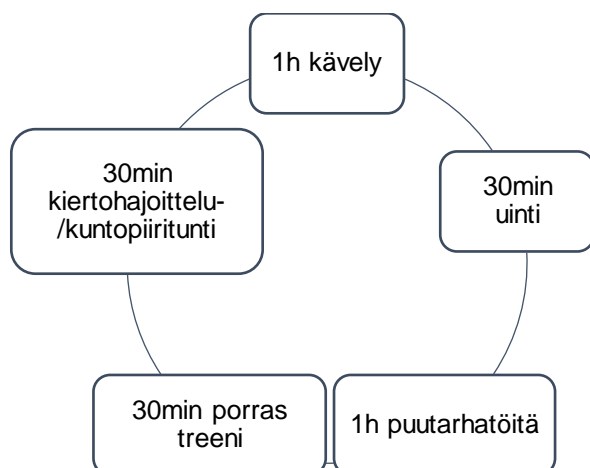 1h kävely
30min
uinti
1h puutarhatöitä
30min porras
treeni
30min
kiertohajoittelu-
/kuntopiiritunti